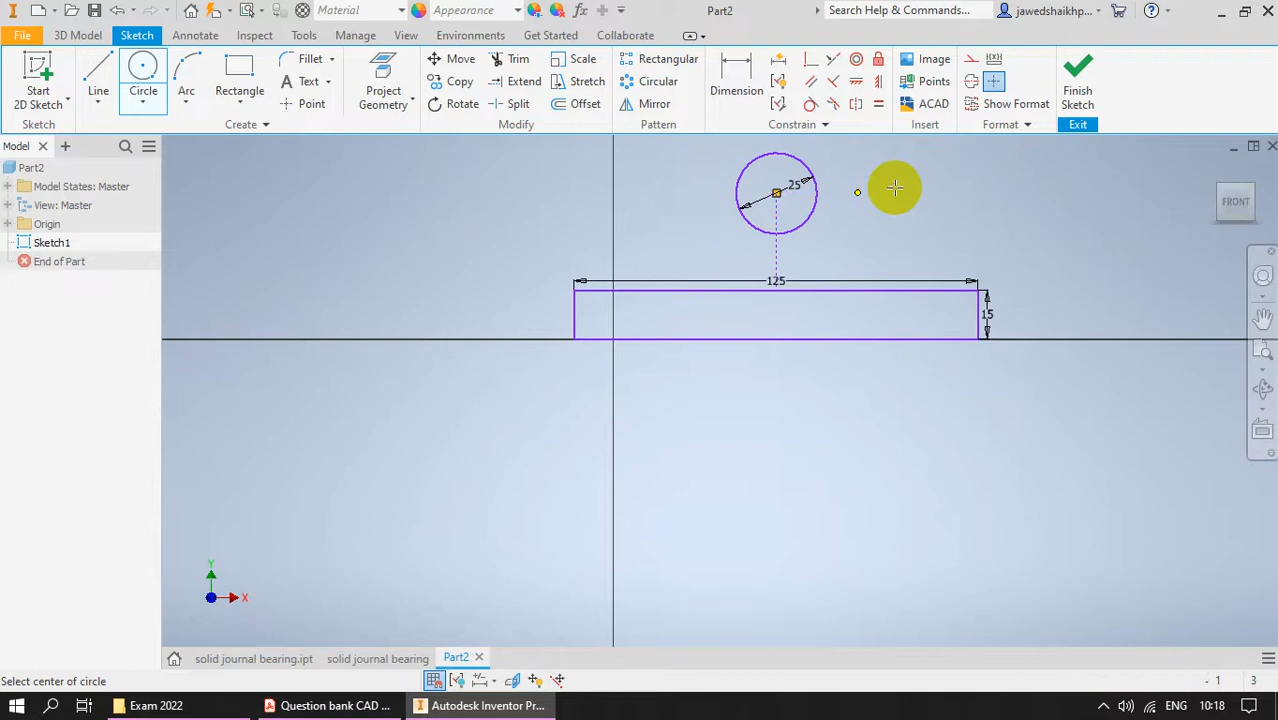 Material
Appearance
fx
Part2
Search Help & Commands...
jawedshaikhp...
File
3D Model
Sketch
Annotate
Inspect
Tools
Manage
View
Environments
Get Started
Collaborate
Start
2D Sketch
Line
Circle
Arc
Rectangle
Fillet
Text
Point
Project
Geometry
Move
Copy
Rotate
Trim
Extend
Split
Scale
Stretch
Offset
Rectangular
Circular
Mirror
Dimension
Image
Points
ACAD
Show Format
Finish
Sketch
Sketch
Create
Modify
Pattern
Constrain
Insert
Format
Exit
Model
Part2
Model States: Master
View: Master
Origin
Sketch1
End of Part
25
125
15
FRONT
Y
X
solid journal bearing.ipt
solid journal bearing
Part2
Select center of circle
1
3
Exam 2022
Question bank CAD ...
Autodesk Inventor Pr...
ENG
10:18